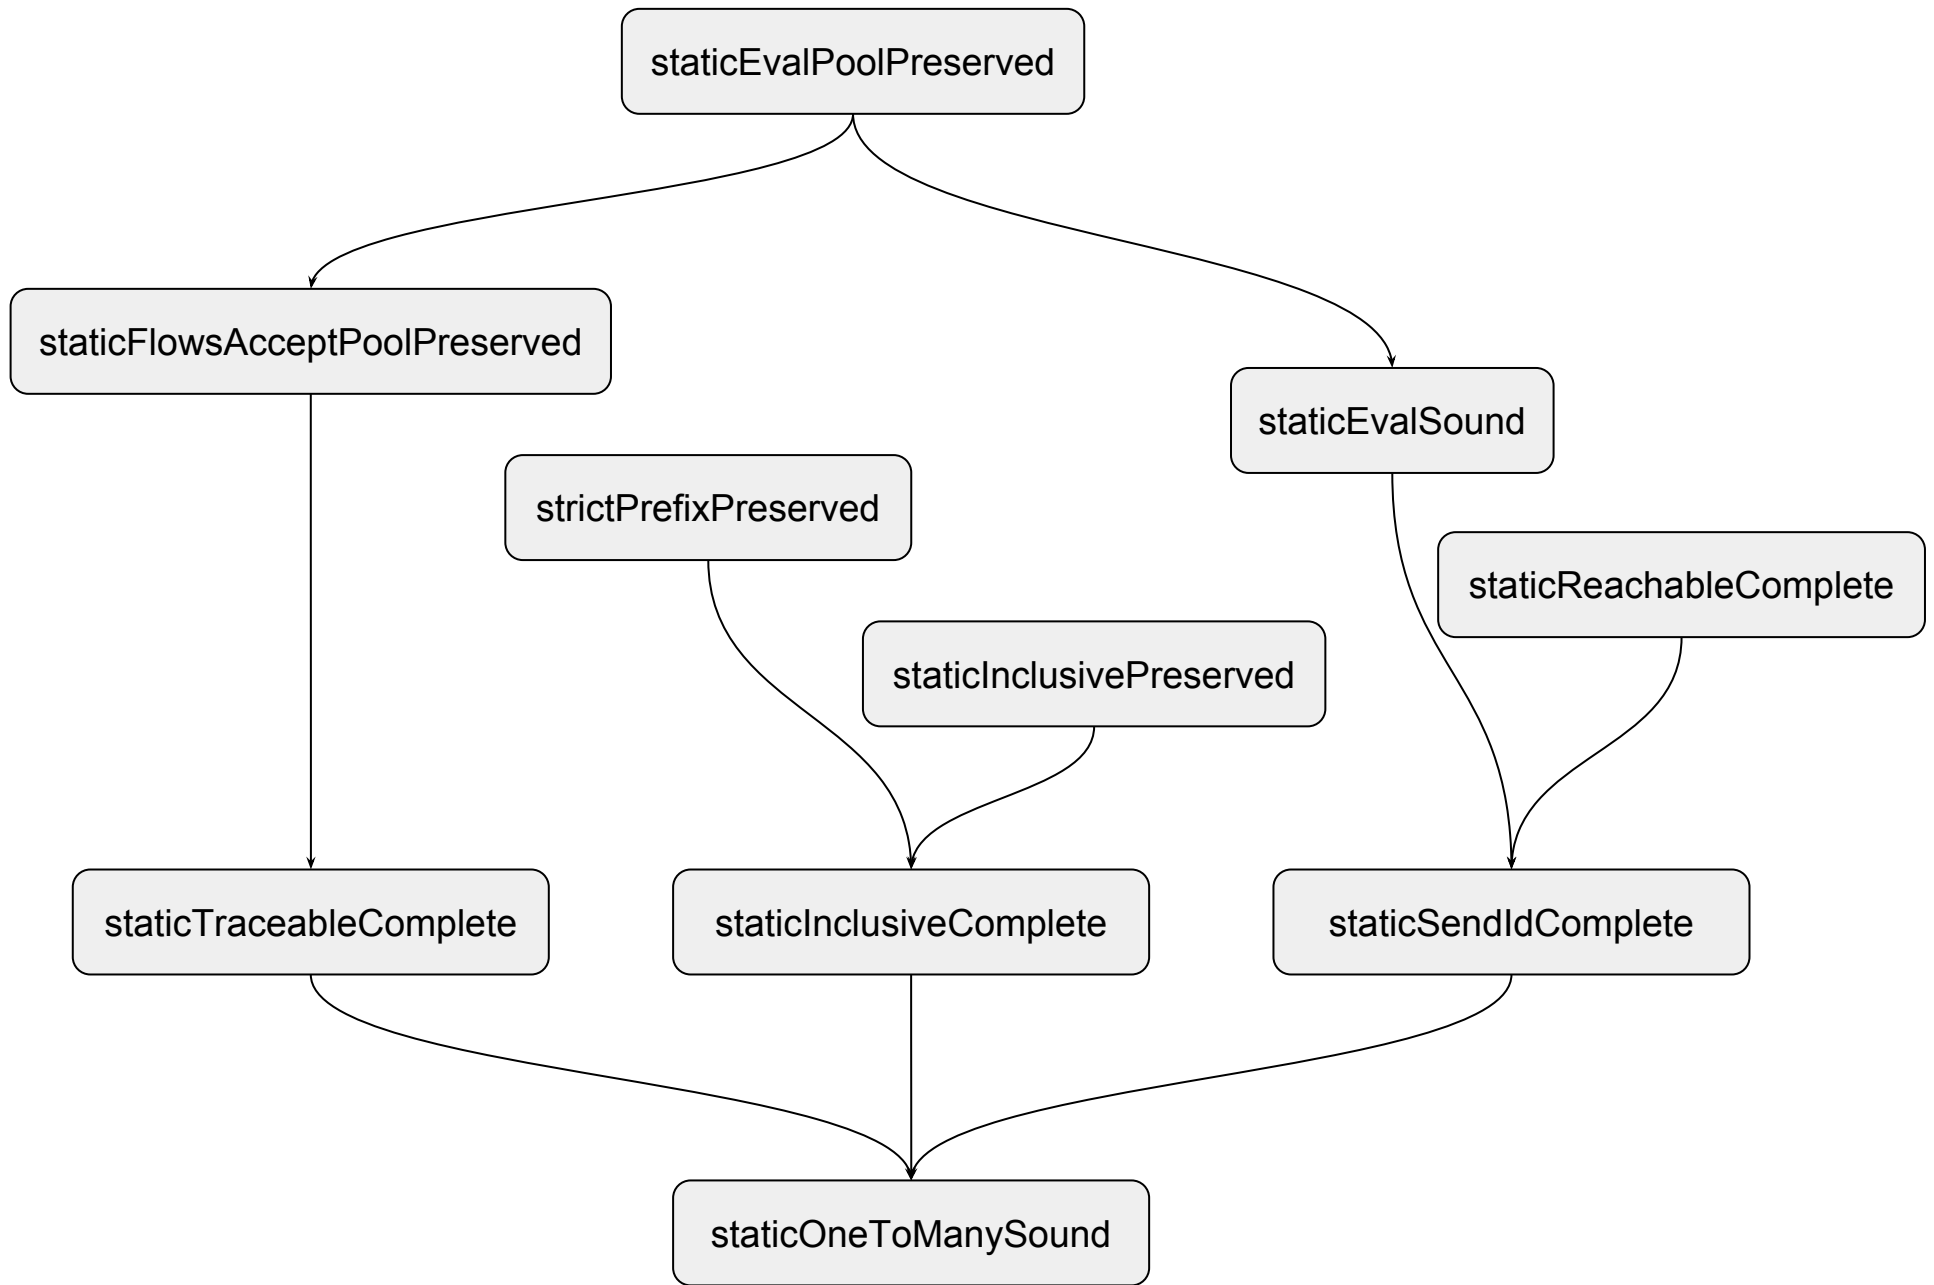 staticEvalPoolPreserved
staticFlowsAcceptPoolPreserved
staticEvalSound
strictPrefixPreserved
staticReachableComplete
staticInclusivePreserved
staticTraceableComplete
staticInclusiveComplete
staticSendIdComplete
staticOneToManySound